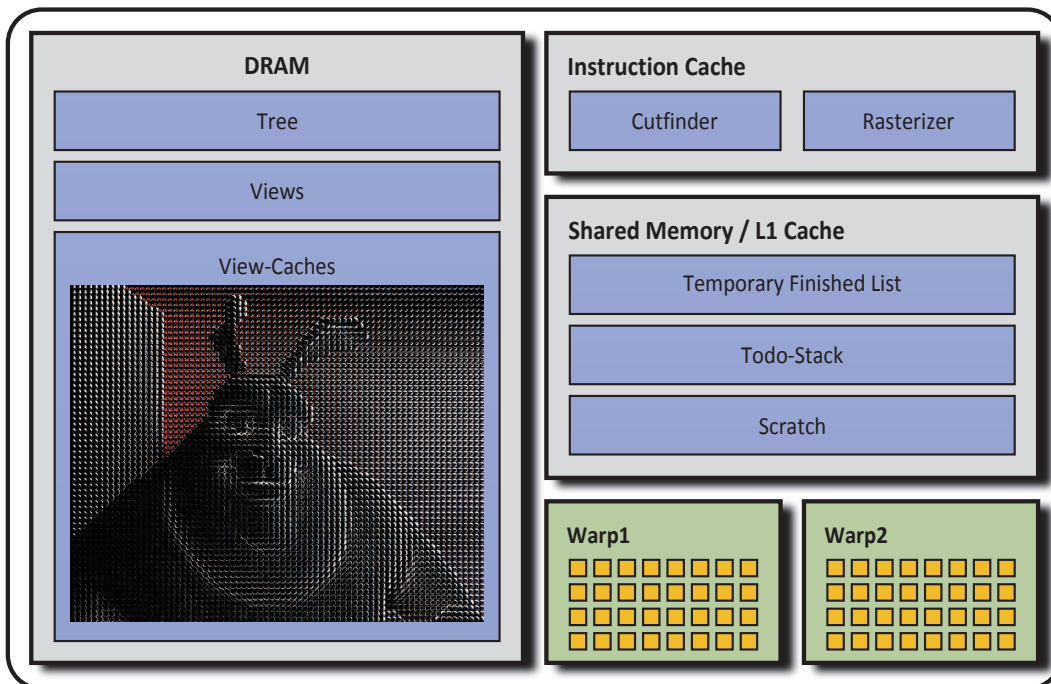 DRAM
Tree
Views
View-Caches
Instruction Cache
Cutfinder
Rasterizer
Shared Memory / L1 Cache
Temporary Finished List
Todo-Stack
Scratch
Warp1
Warp2